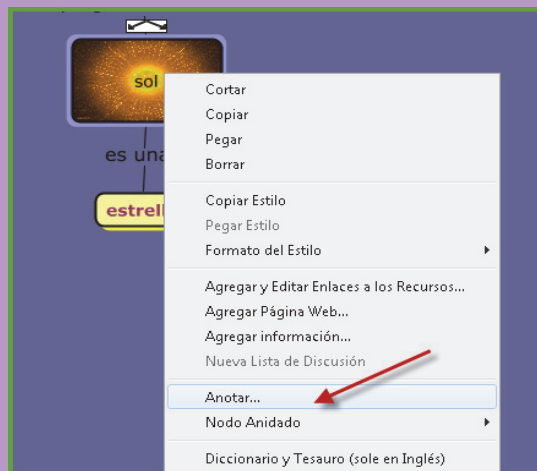 sol
es una
estrell
Cortar
Copiar
Pegar
Borrar
Copiar Estilo
Pegar Estilo
Formato del Estilo
Agregar y Editar Enlaces a los Recursos...
Agregar Página Web...
Agregar información...
Nueva Lista de Discusión
Anotar...
Nodo Anidado
Diccionario y Tesauro (sole en Inglés)